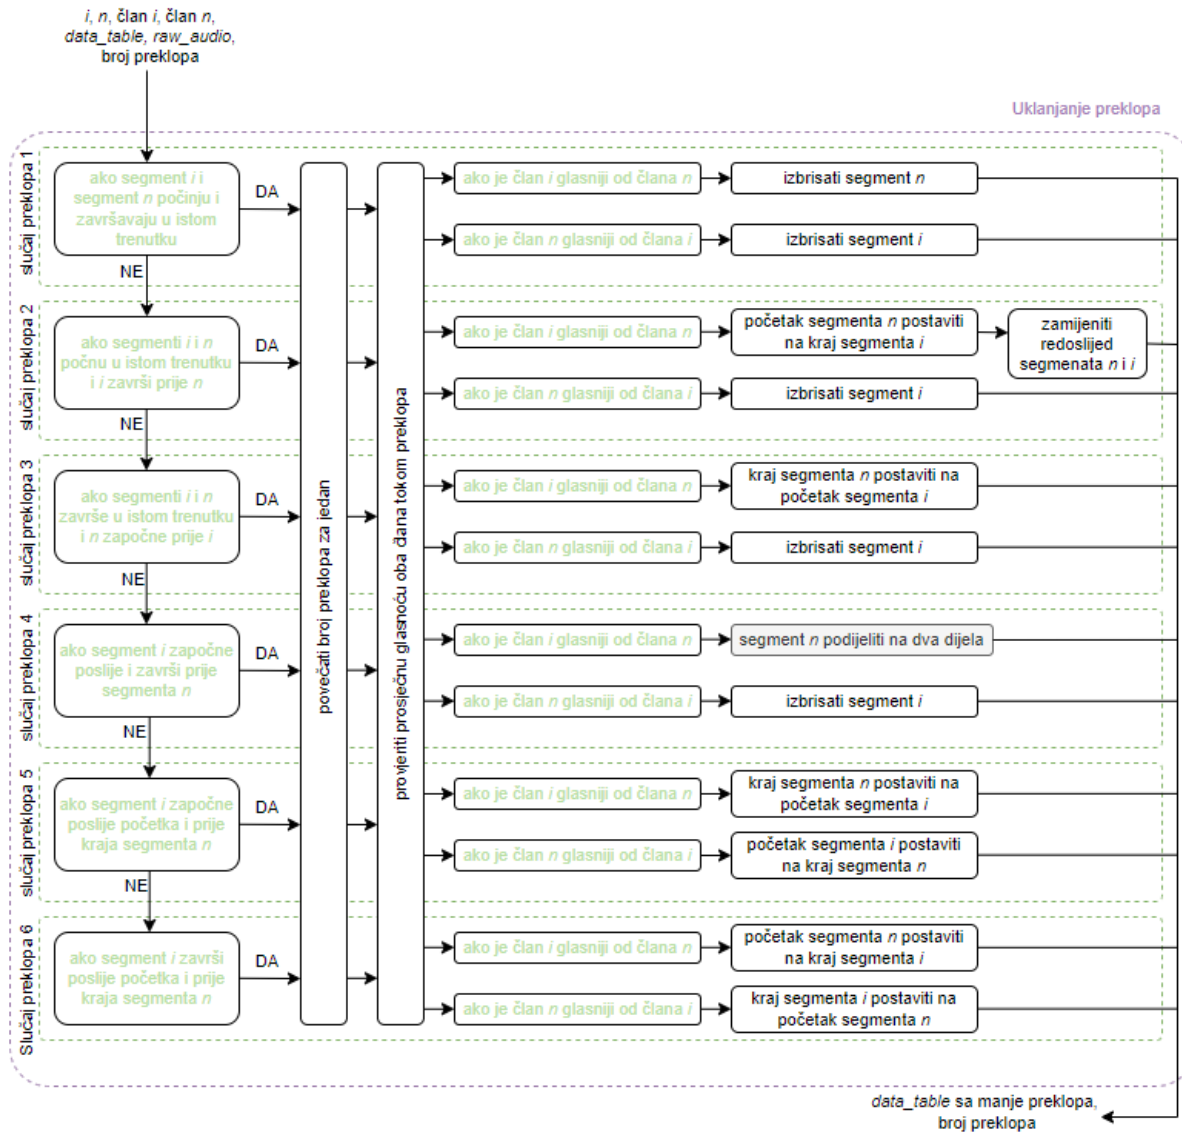 i, n, član i, član n,
data_table, raw_audio,
broj preklopa
Uklanjanje preklopa
slučaj preklopa 1
ako segment i i
segment n počinju i
završavaju u istom
trenutku
DA
NE
ako je član i glasniji od člana n
izbrisati segment n
ako je član n glasniji od člana i
izbrisati segment i
slučaj preklopa 2
ako segmenti i i n
počnu u istom trenutku
i i završi prije n
DA
NE
ako je član i glasniji od člana n
početak segmenta n postaviti
na kraj segmenta i
zamijeniti
redoslijed
segmenata n i i
ako je član n glasniji od člana i
izbrisati segment i
slučaj preklopa 3
ako segmenti i i n
završe u istom trenutku
i n započne prije i
DA
NE
povećati broj preklopa za jedan
provjeriti prosječnu glasnoću oba člana tokom preklopa
ako je član i glasniji od člana n
kraj segmenta n postaviti na
početak segmenta i
ako je član n glasniji od člana i
izbrisati segment i
slučaj preklopa 4
ako segment i započne
poslije i završi prije
segmenta n
DA
NE
ako je član i glasniji od člana n
segment n podijeliti na dva dijela
ako je član n glasniji od člana i
izbrisati segment i
slučaj preklopa 5
ako segment i započne
poslije početka i prije
kraja segmenta n
DA
NE
ako je član i glasniji od člana n
kraj segmenta n postaviti na
početak segmenta i
ako je član n glasniji od člana i
početak segmenta i postaviti
na kraj segmenta n
Slučaj preklopa 6
ako segment i završi
poslije početka i prije
kraja segmenta n
DA
ako je član i glasniji od člana n
početak segmenta n postaviti
na kraj segmenta i
ako je član n glasniji od člana i
kraj segmenta i postaviti na
početak segmenta n
data_table sa manje preklopa,
broj preklopa